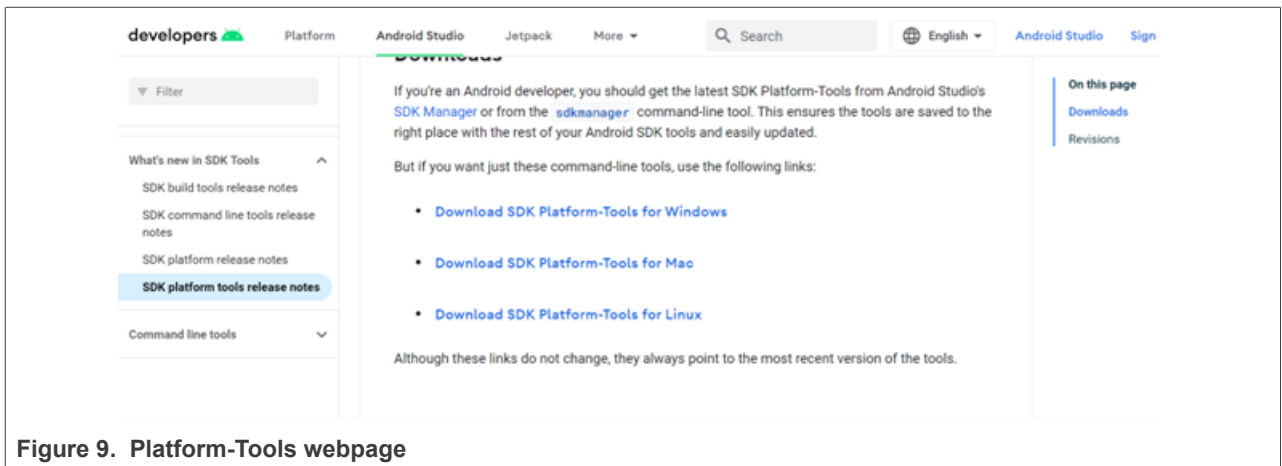 developers Platform Android Studio Jetpack More Search English Android Studio Sign
Downloads
Filter
If you're an Android developer, you should get the latest SDK Platform-Tools from Android Studio's
SDK Manager or from the sdkmanager command-line tool. This ensures the tools are saved to the
right place with the rest of your Android SDK tools and easily updated.
But if you want just these command-line tools, use the following links:
• Download SDK Platform-Tools for Windows
• Download SDK Platform-Tools for Mac
• Download SDK Platform-Tools for Linux
Although these links do not change, they always point to the most recent version of the tools.
What's new in SDK Tools
SDK build tools release notes
SDK command line tools release
notes
SDK platform release notes
SDK platform tools release notes
Command line tools
On this page
Downloads
Revisions
Figure 9. Platform-Tools webpage